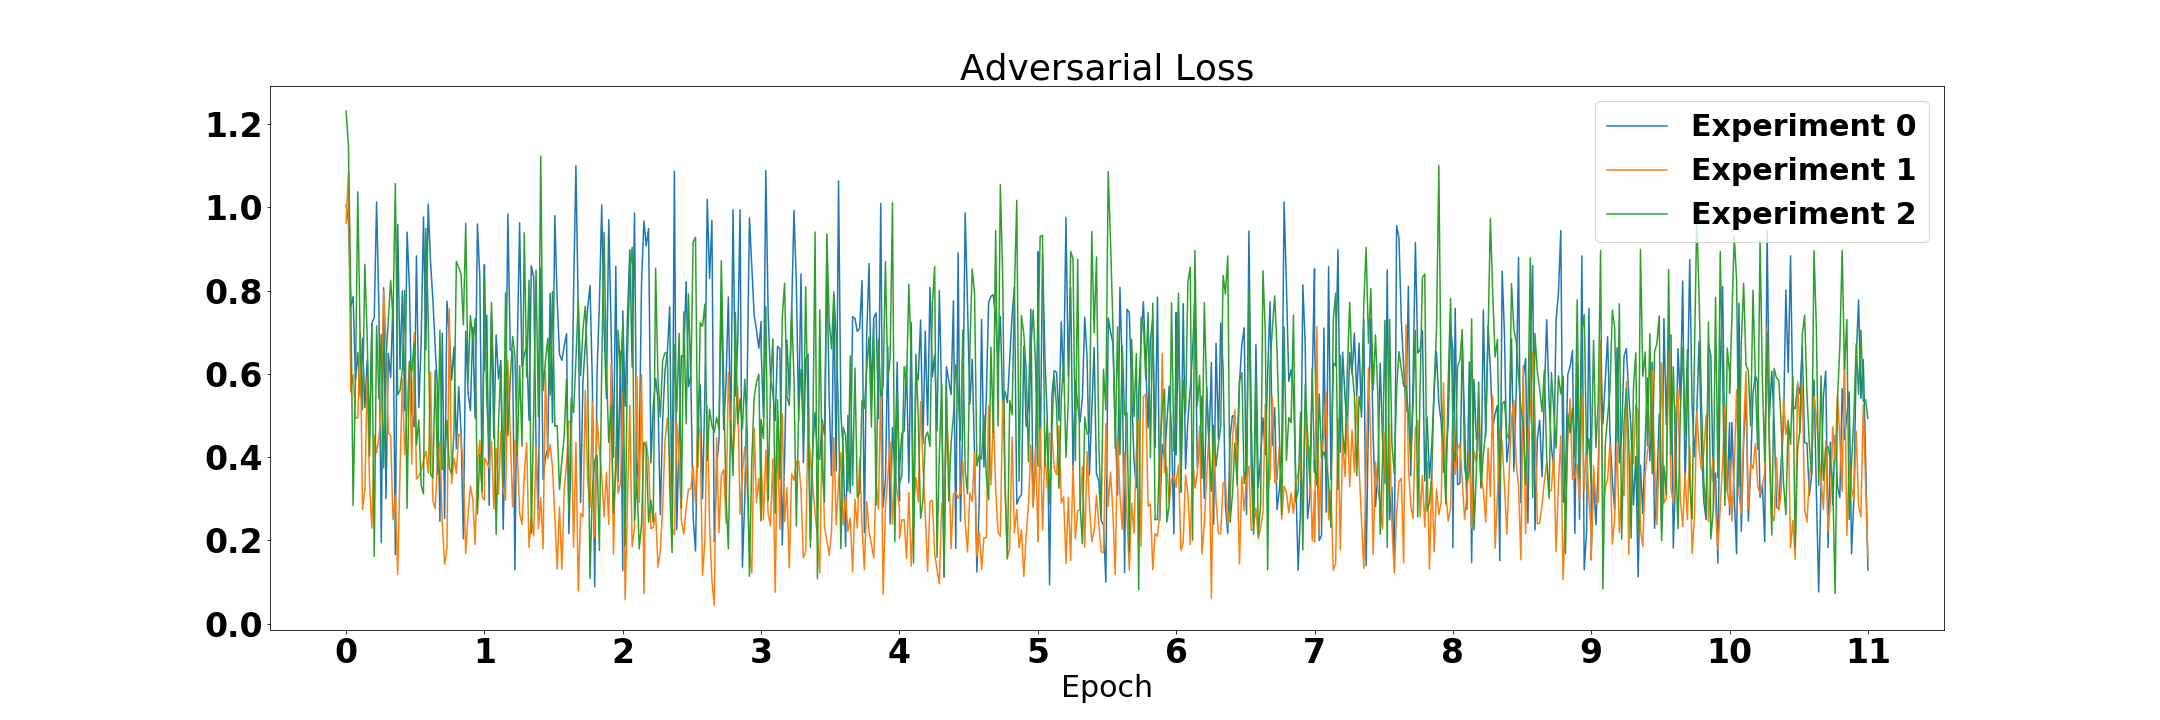 Adversarial Loss
Experiment 0
Experiment 1
Experiment 2
1.2
1.0
0.8
0.6
0.4
0.2
0.0
0 1 2 3 4 5 6 7 8 9 10 11
Epoch